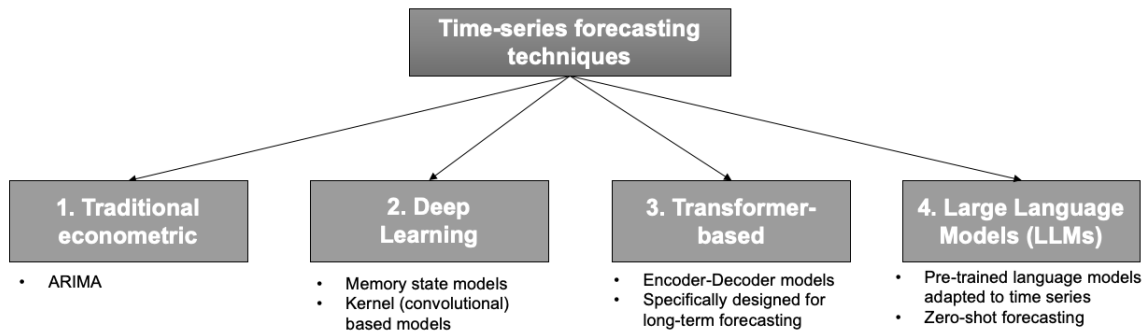 Time-series forecasting
techniques
1. Traditional
econometric
• ARIMA
2. Deep
Learning
• Memory state models
• Kernel (convolutional)
based models
3. Transformer-
based
• Encoder-Decoder models
• Specifically designed for
long-term forecasting
4. Large Language
Models (LLMs)
• Pre-trained language models
adapted to time series
• Zero-shot forecasting